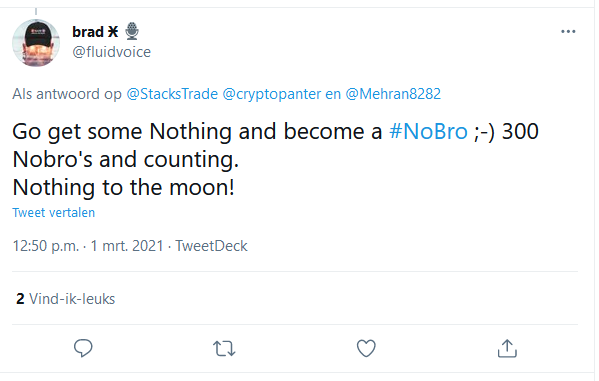 brad Ӿ 🎙
@fluidvoice
Als antwoord op @StacksTrade @cryptopanter en @Mehran8282
Go get some Nothing and become a #NoBro ;-) 300
Nobro's and counting.
Nothing to the moon!
Tweet vertalen
12:50 p.m. · 1 mrt. 2021 · TweetDeck
2 Vind-ik-leuks